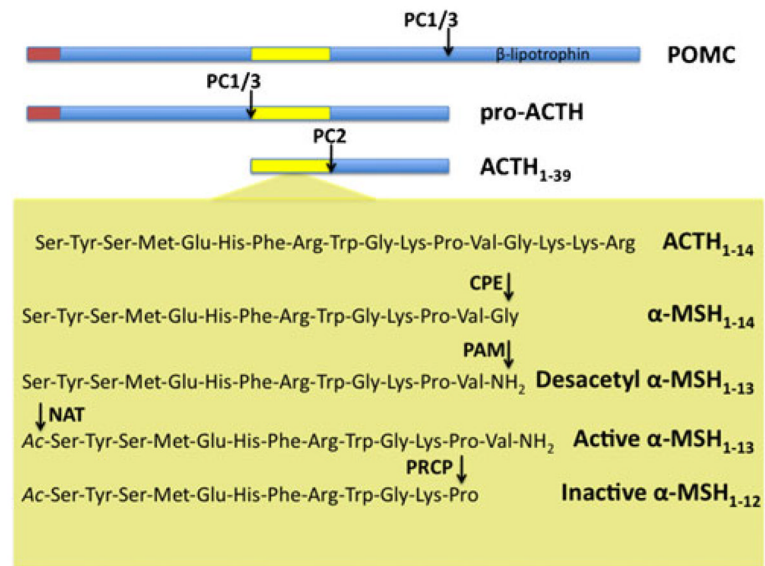 PC1/3
β-lipotrophin POMC
PC1/3
pro-ACTH
PC2
ACTH1-39
Ser-Tyr-Ser-Met-Glu-His-Phe-Arg-Trp-Gly-Lys-Pro-Val-Gly-Lys-Lys-Arg ACTH1-14
CPE
Ser-Tyr-Ser-Met-Glu-His-Phe-Arg-Trp-Gly-Lys-Pro-Val-Gly α-MSH1-14
PAM
Ser-Tyr-Ser-Met-Glu-His-Phe-Arg-Trp-Gly-Lys-Pro-Val-NH2 Desacetyl α-MSH1-13
NAT
Ac-Ser-Tyr-Ser-Met-Glu-His-Phe-Arg-Trp-Gly-Lys-Pro-Val-NH2 Active α-MSH1-13
PRCP
Ac-Ser-Tyr-Ser-Met-Glu-His-Phe-Arg-Trp-Gly-Lys-Pro Inactive α-MSH1-12